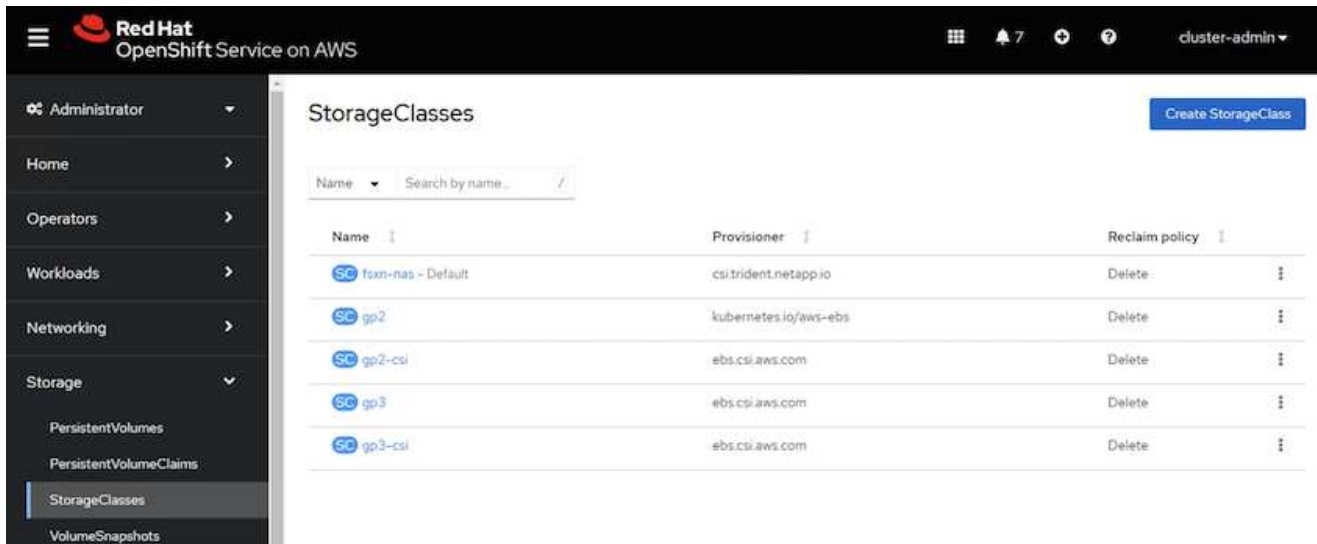 Red Hat
OpenShift Service on AWS
7
cluster-admin
Administrator
Home
Operators
Workloads
Networking
Storage
PersistentVolumes
PersistentVolumeClaims
StorageClasses
VolumeSnapshots
StorageClasses
Create StorageClass
Name Search by name... /
Name Provisioner Reclaim policy
SC fsxn-nas - Default csi.trident.netapp.io Delete
SC gp2 kubernetes.io/aws-ebs Delete
SC gp2-csi ebs.csi.aws.com Delete
SC gp3 ebs.csi.aws.com Delete
SC gp3-csi ebs.csi.aws.com Delete